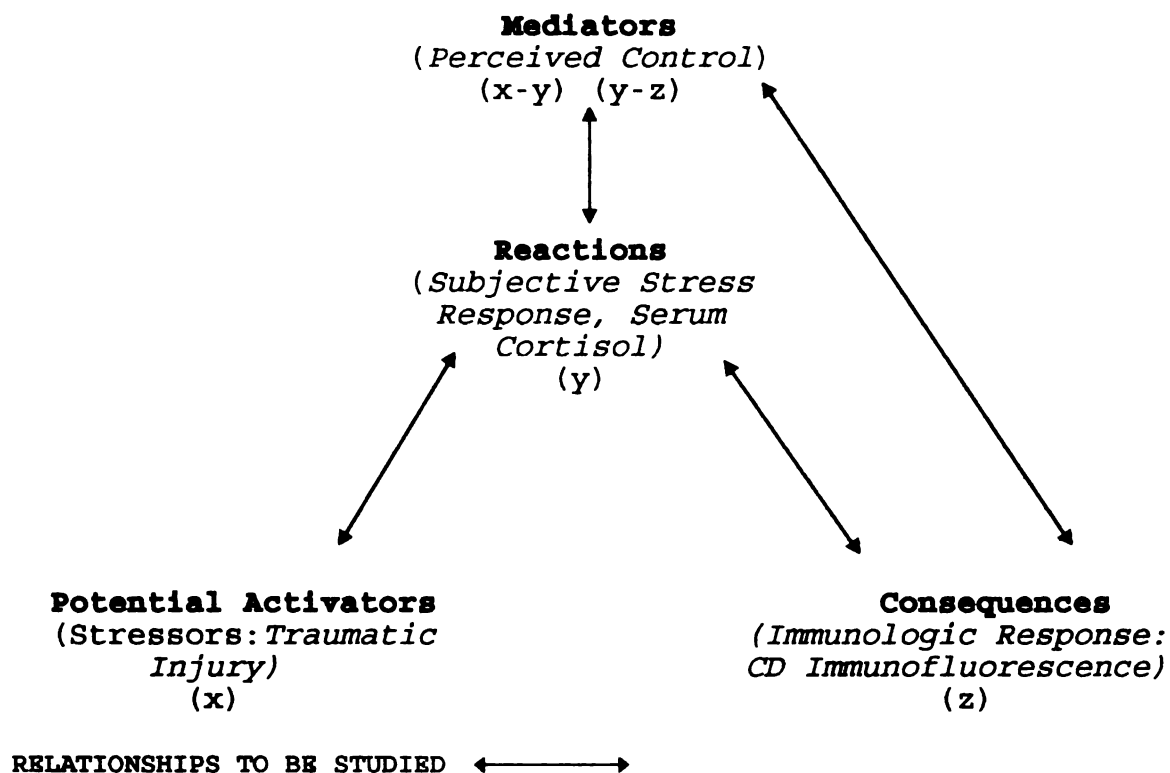 Mediators
(Perceived Control)
(x-y) (y-z)
Reactions
(Subjective Stress
Response, Serum
Cortisol)
(y)
Potential Activators
(Stressors: Traumatic
Injury)
(x)
Consequences
(Immunologic Response:
CD Immunofluorescence)
(z)
RELATIONSHIPS TO BE STUDIED